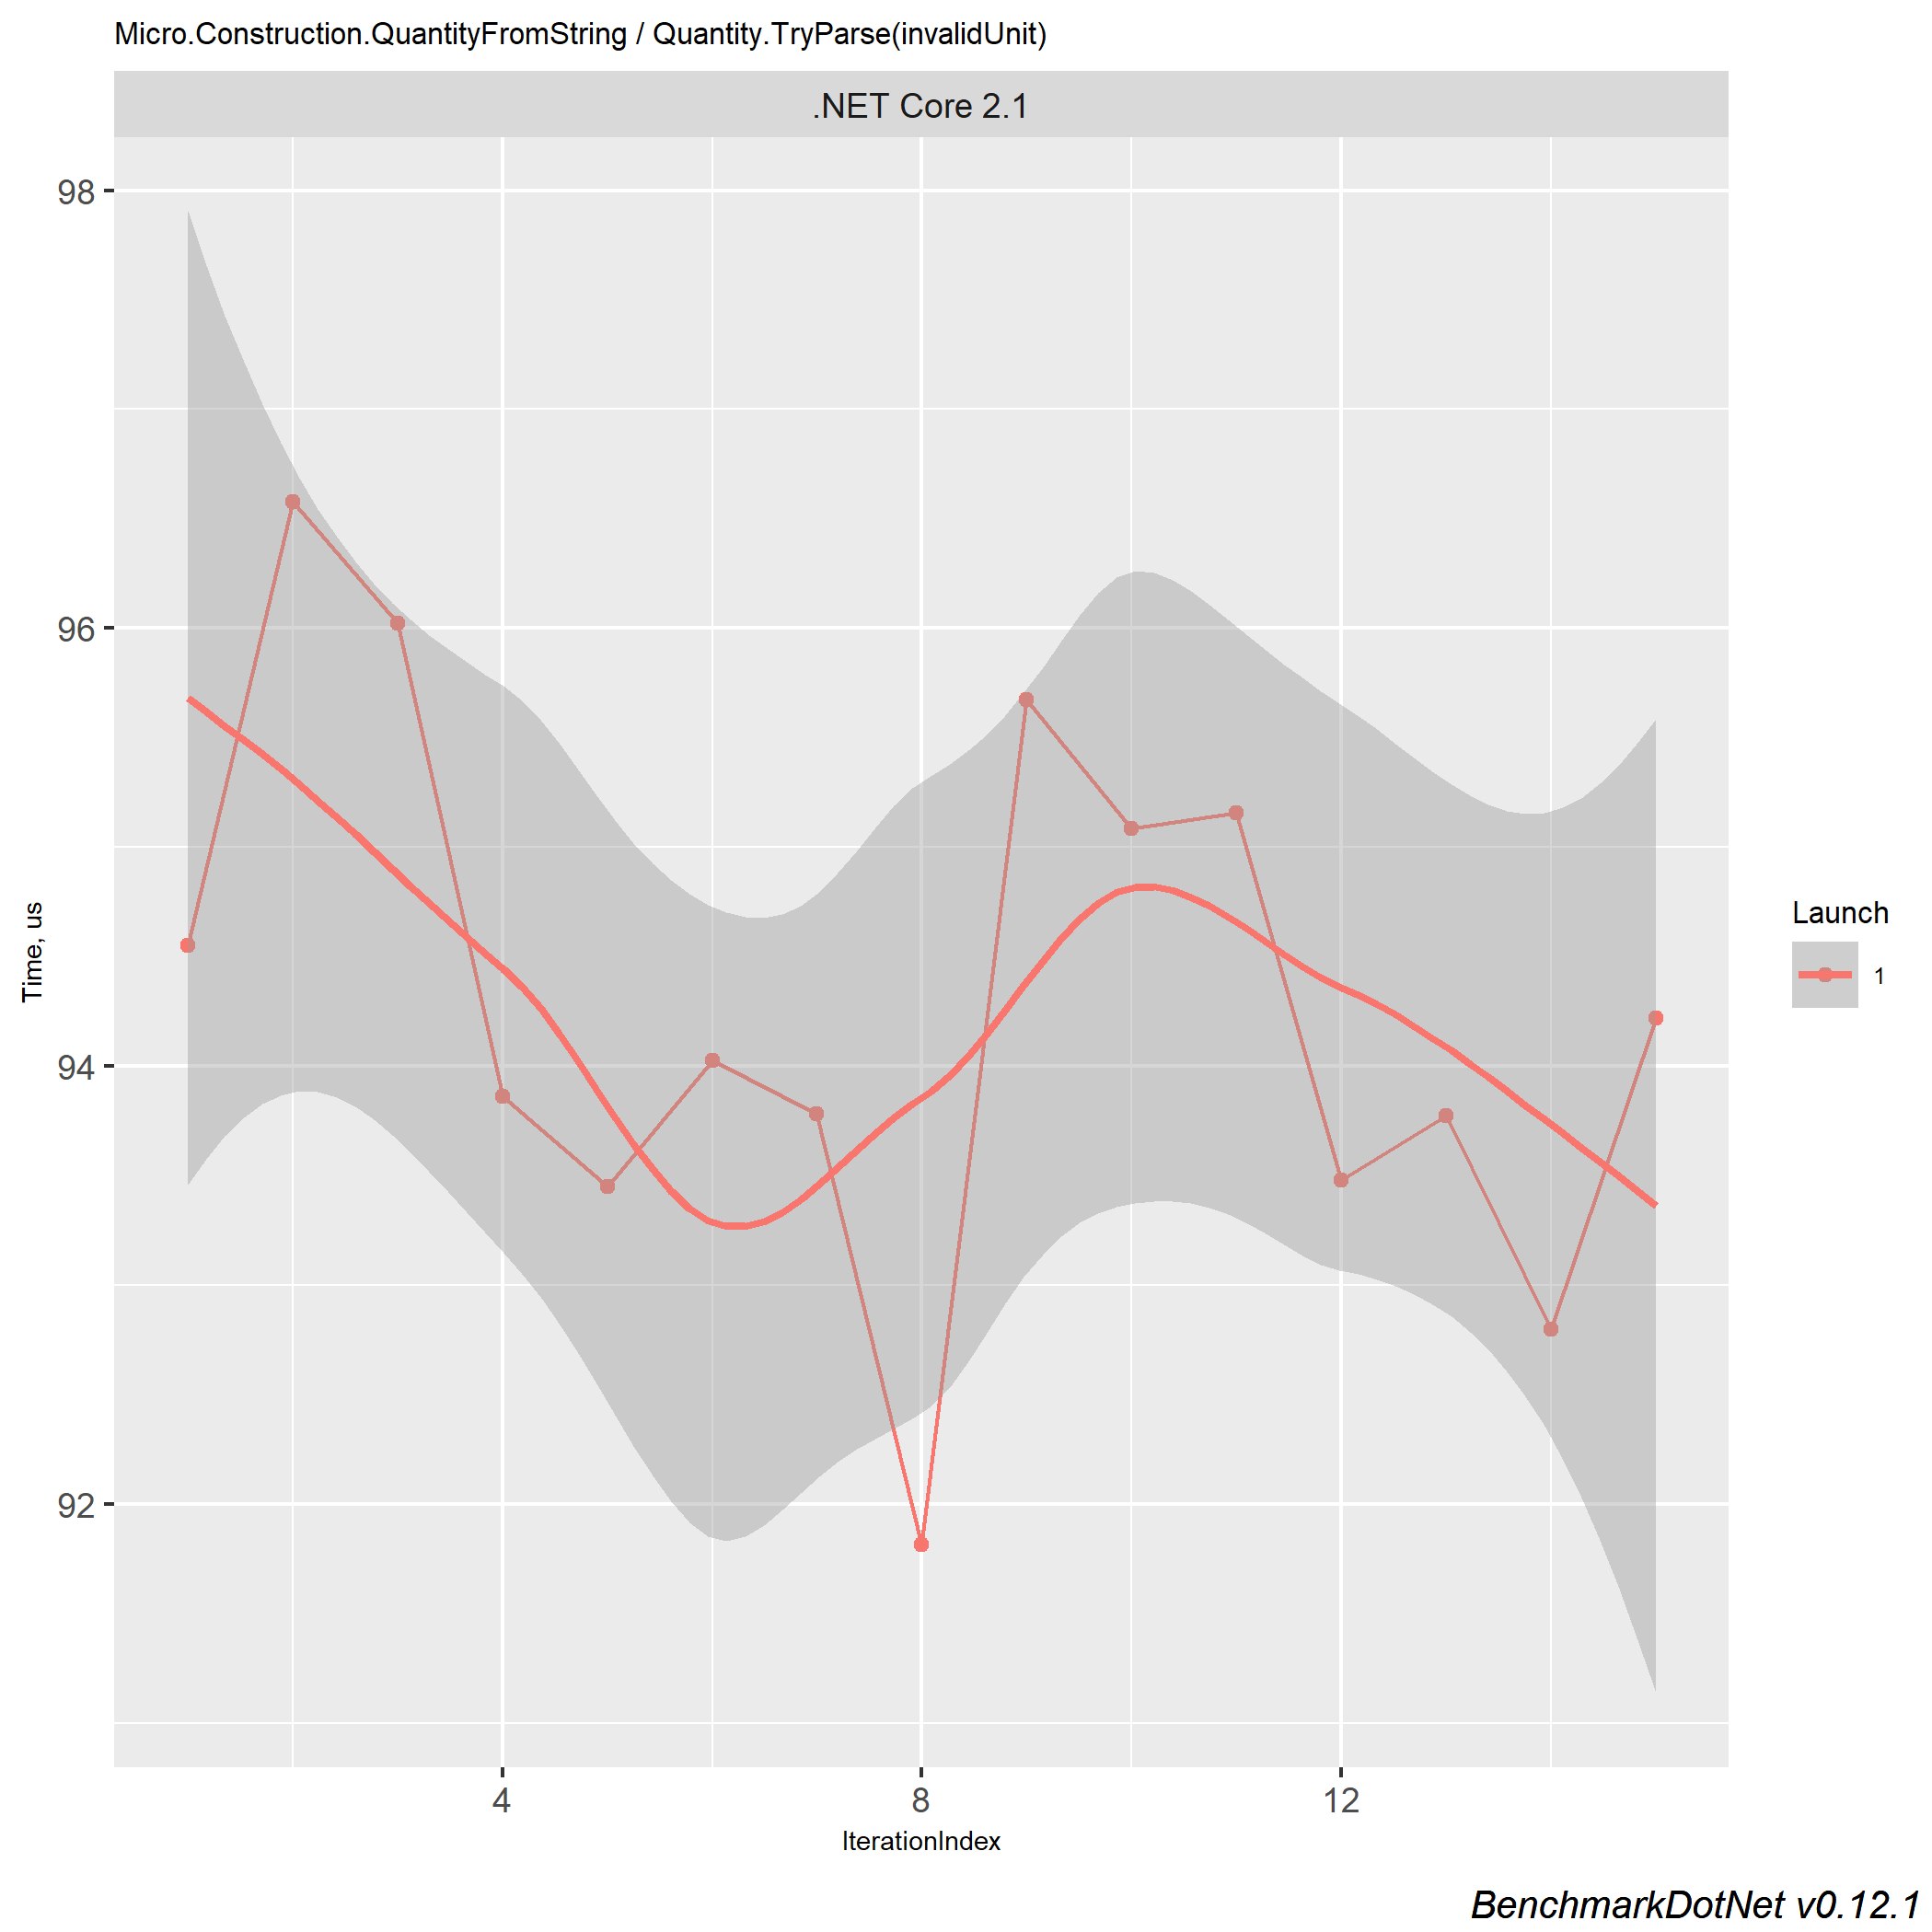 Micro.Construction.QuantityFromString / Quantity.TryParse(invalidUnit)
.NET Core 2.1
98
96
94
92
Time, us
4 8 12
IterationIndex
Launch
1
BenchmarkDotNet v0.12.1